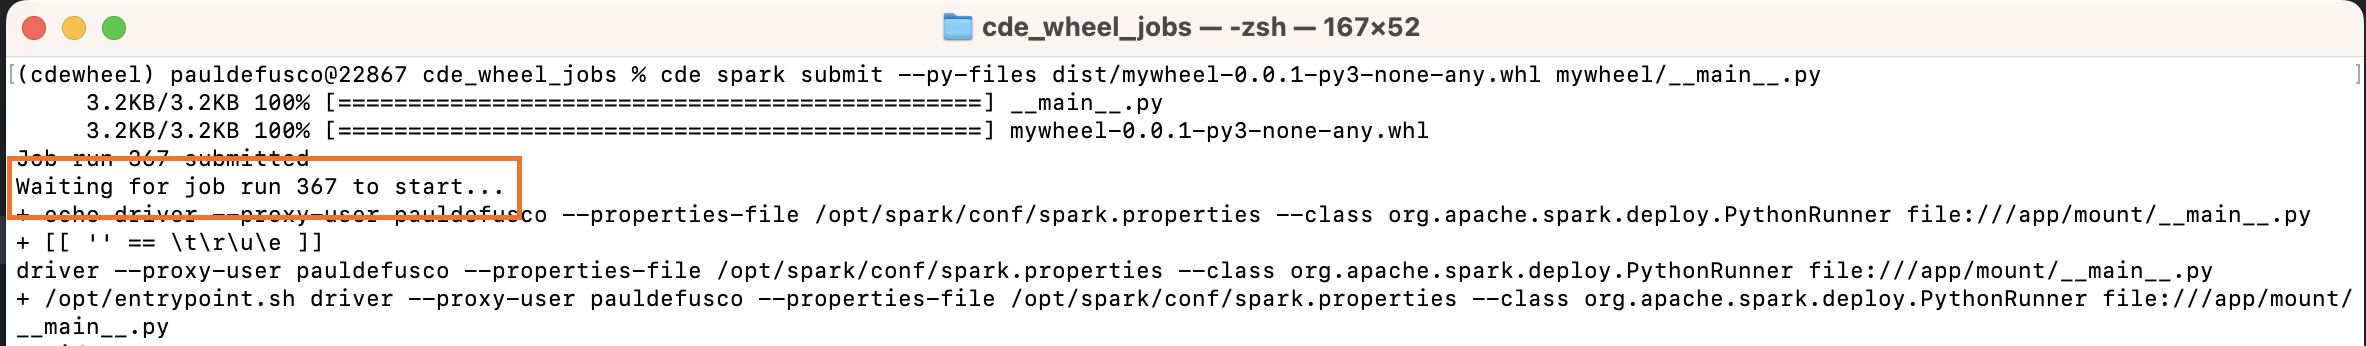 cde_wheel_jobs — -zsh — 167×52
[(cdewheel) pauldefusco@22867 cde_wheel_jobs % cde spark submit --py-files dist/mywheel-0.0.1-py3-none-any.whl mywheel/__main__.py ]
3.2KB/3.2KB 100% [==============================================] __main__.py
3.2KB/3.2KB 100% [==============================================] mywheel-0.0.1-py3-none-any.whl
Job run 367 submitted
Waiting for job run 367 to start...
+ echo driver --proxy-user pauldefusco --properties-file /opt/spark/conf/spark.properties --class org.apache.spark.deploy.PythonRunner file:///app/mount/__main__.py
+ [[ '' == \t\r\u\e ]]
driver --proxy-user pauldefusco --properties-file /opt/spark/conf/spark.properties --class org.apache.spark.deploy.PythonRunner file:///app/mount/__main__.py
+ /opt/entrypoint.sh driver --proxy-user pauldefusco --properties-file /opt/spark/conf/spark.properties --class org.apache.spark.deploy.PythonRunner file:///app/mount/
__main__.py